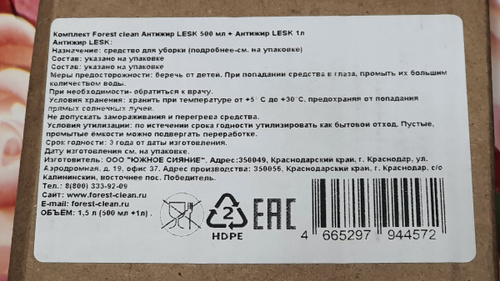 Комплект Forest clean Антижир LESK 500 мл + Антижир LESK 1л
Антижир LESK:
Назначение: средство для уборки (подробнее-см. на упаковке)
Состав: указано на упаковке
Состав: указано на упаковке
Меры предосторожности: беречь от детей. При попадании средства в глаза, промыть их большим
количеством воды.
При необходимости- обратиться к врачу.
Условия хранения: хранить при температуре от +5˚С до +30˚С, предохраняя от попадания
прямых солнечных лучей.
Не допускать замораживания и перегрева средства.
Условия утилизации: по истечении срока годности утилизировать как бытовой отход. Пустые,
промытые ёмкости можно подвергать переработке.
Срок годности: 3 года от даты изготовления.
Дата изготовления см. на упаковке.
Изготовитель: ООО "ЮЖНОЕ СИЯНИЕ". Адрес:350049, Краснодарский край, г. Краснодар, ул.
Аэродромная, д. 19, офис 37. Адрес производства: 350056, Краснодарский край, г. Краснодар, с/о
Калининский, восточнее пос. Победитель.
Тел.: 8(800) 333-92-09
Сайт: www.forest-clean.ru
E-mail: forest-clean.ru
ОБЪЕМ: 1,5 л (500 мл +1л) .
2
HDPE
EAC
4 665297 944572